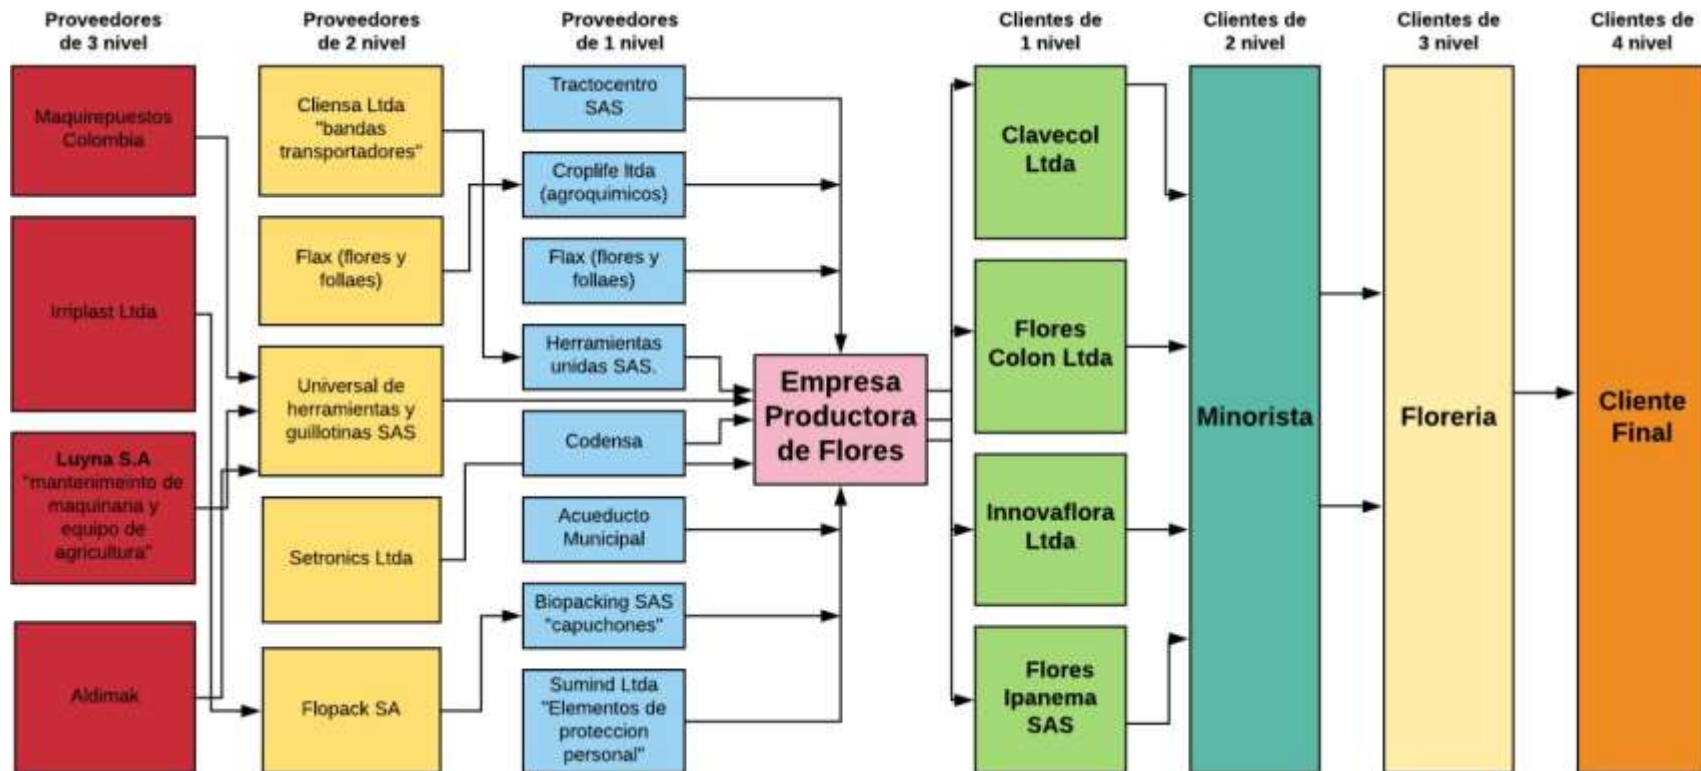 Proveedores
de 3 nivel
Proveedores
de 2 nivel
Proveedores
de 1 nivel
Clientes de
1 nivel
Clientes de
2 nivel
Clientes de
3 nivel
Clientes de
4 nivel
Maquirepuestos
Colombia
Irriplast Ltda
Luyna S.A
"mantenimeinto de
maquinaria y
equipo de
agricultura"
Aldimak
Cliensa Ltda
"bandas
transportadores"
Flax (flores y
follaes)
Universal de
herramientas y
guillotinas SAS
Setronics Ltda
Flopack SA
Tractocentro
SAS
Croplife ltda
(agroquimicos)
Flax (flores y
follaes)
Herramientas
unidas SAS.
Codensa
Acueducto
Municipal
Biopacking SAS
"capuchones"
Sumind Ltda
"Elementos de
proteccion
personal"
Empresa
Productora
de Flores
Clavecol
Ltda
Flores
Colon Ltda
Innovaflora
Ltda
Flores
Ipanema
SAS
Minorista
Floreria
Cliente
Final